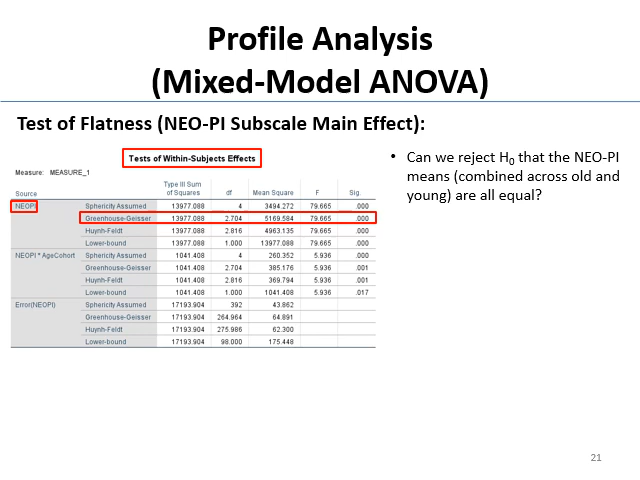 Profile Analysis
(Mixed-Model ANOVA)
Test of Flatness (NEO-PI Subscale Main Effect):
Tests of Within-Subjects Effects
Measure: MEASURE_1
Source Type III Sum of Squares df Mean Square F Sig.
NEOPI Sphericity Assumed 13977.088 4 3494.272 79.665 .000
Greenhouse-Geisser 13977.088 2.704 5169.584 79.665 .000
Huynh-Feldt 13977.088 2.816 4963.135 79.665 .000
Lower-bound 13977.088 1.000 13977.088 79.665 .000
NEOPI * AgeCohort Sphericity Assumed 1041.408 4 260.352 5.936 .000
Greenhouse-Geisser 1041.408 2.704 385.176 5.936 .001
Huynh-Feldt 1041.408 2.816 369.794 5.936 .001
Lower-bound 1041.408 1.000 1041.408 5.936 .017
Error(NEOPI) Sphericity Assumed 17193.904 392 43.862
Greenhouse-Geisser 17193.904 264.964 64.891
Huynh-Feldt 17193.904 275.986 62.300
Lower-bound 17193.904 98.000 175.448
• Can we reject H0 that the NEO-PI
means (combined across old and
young) are all equal?
21